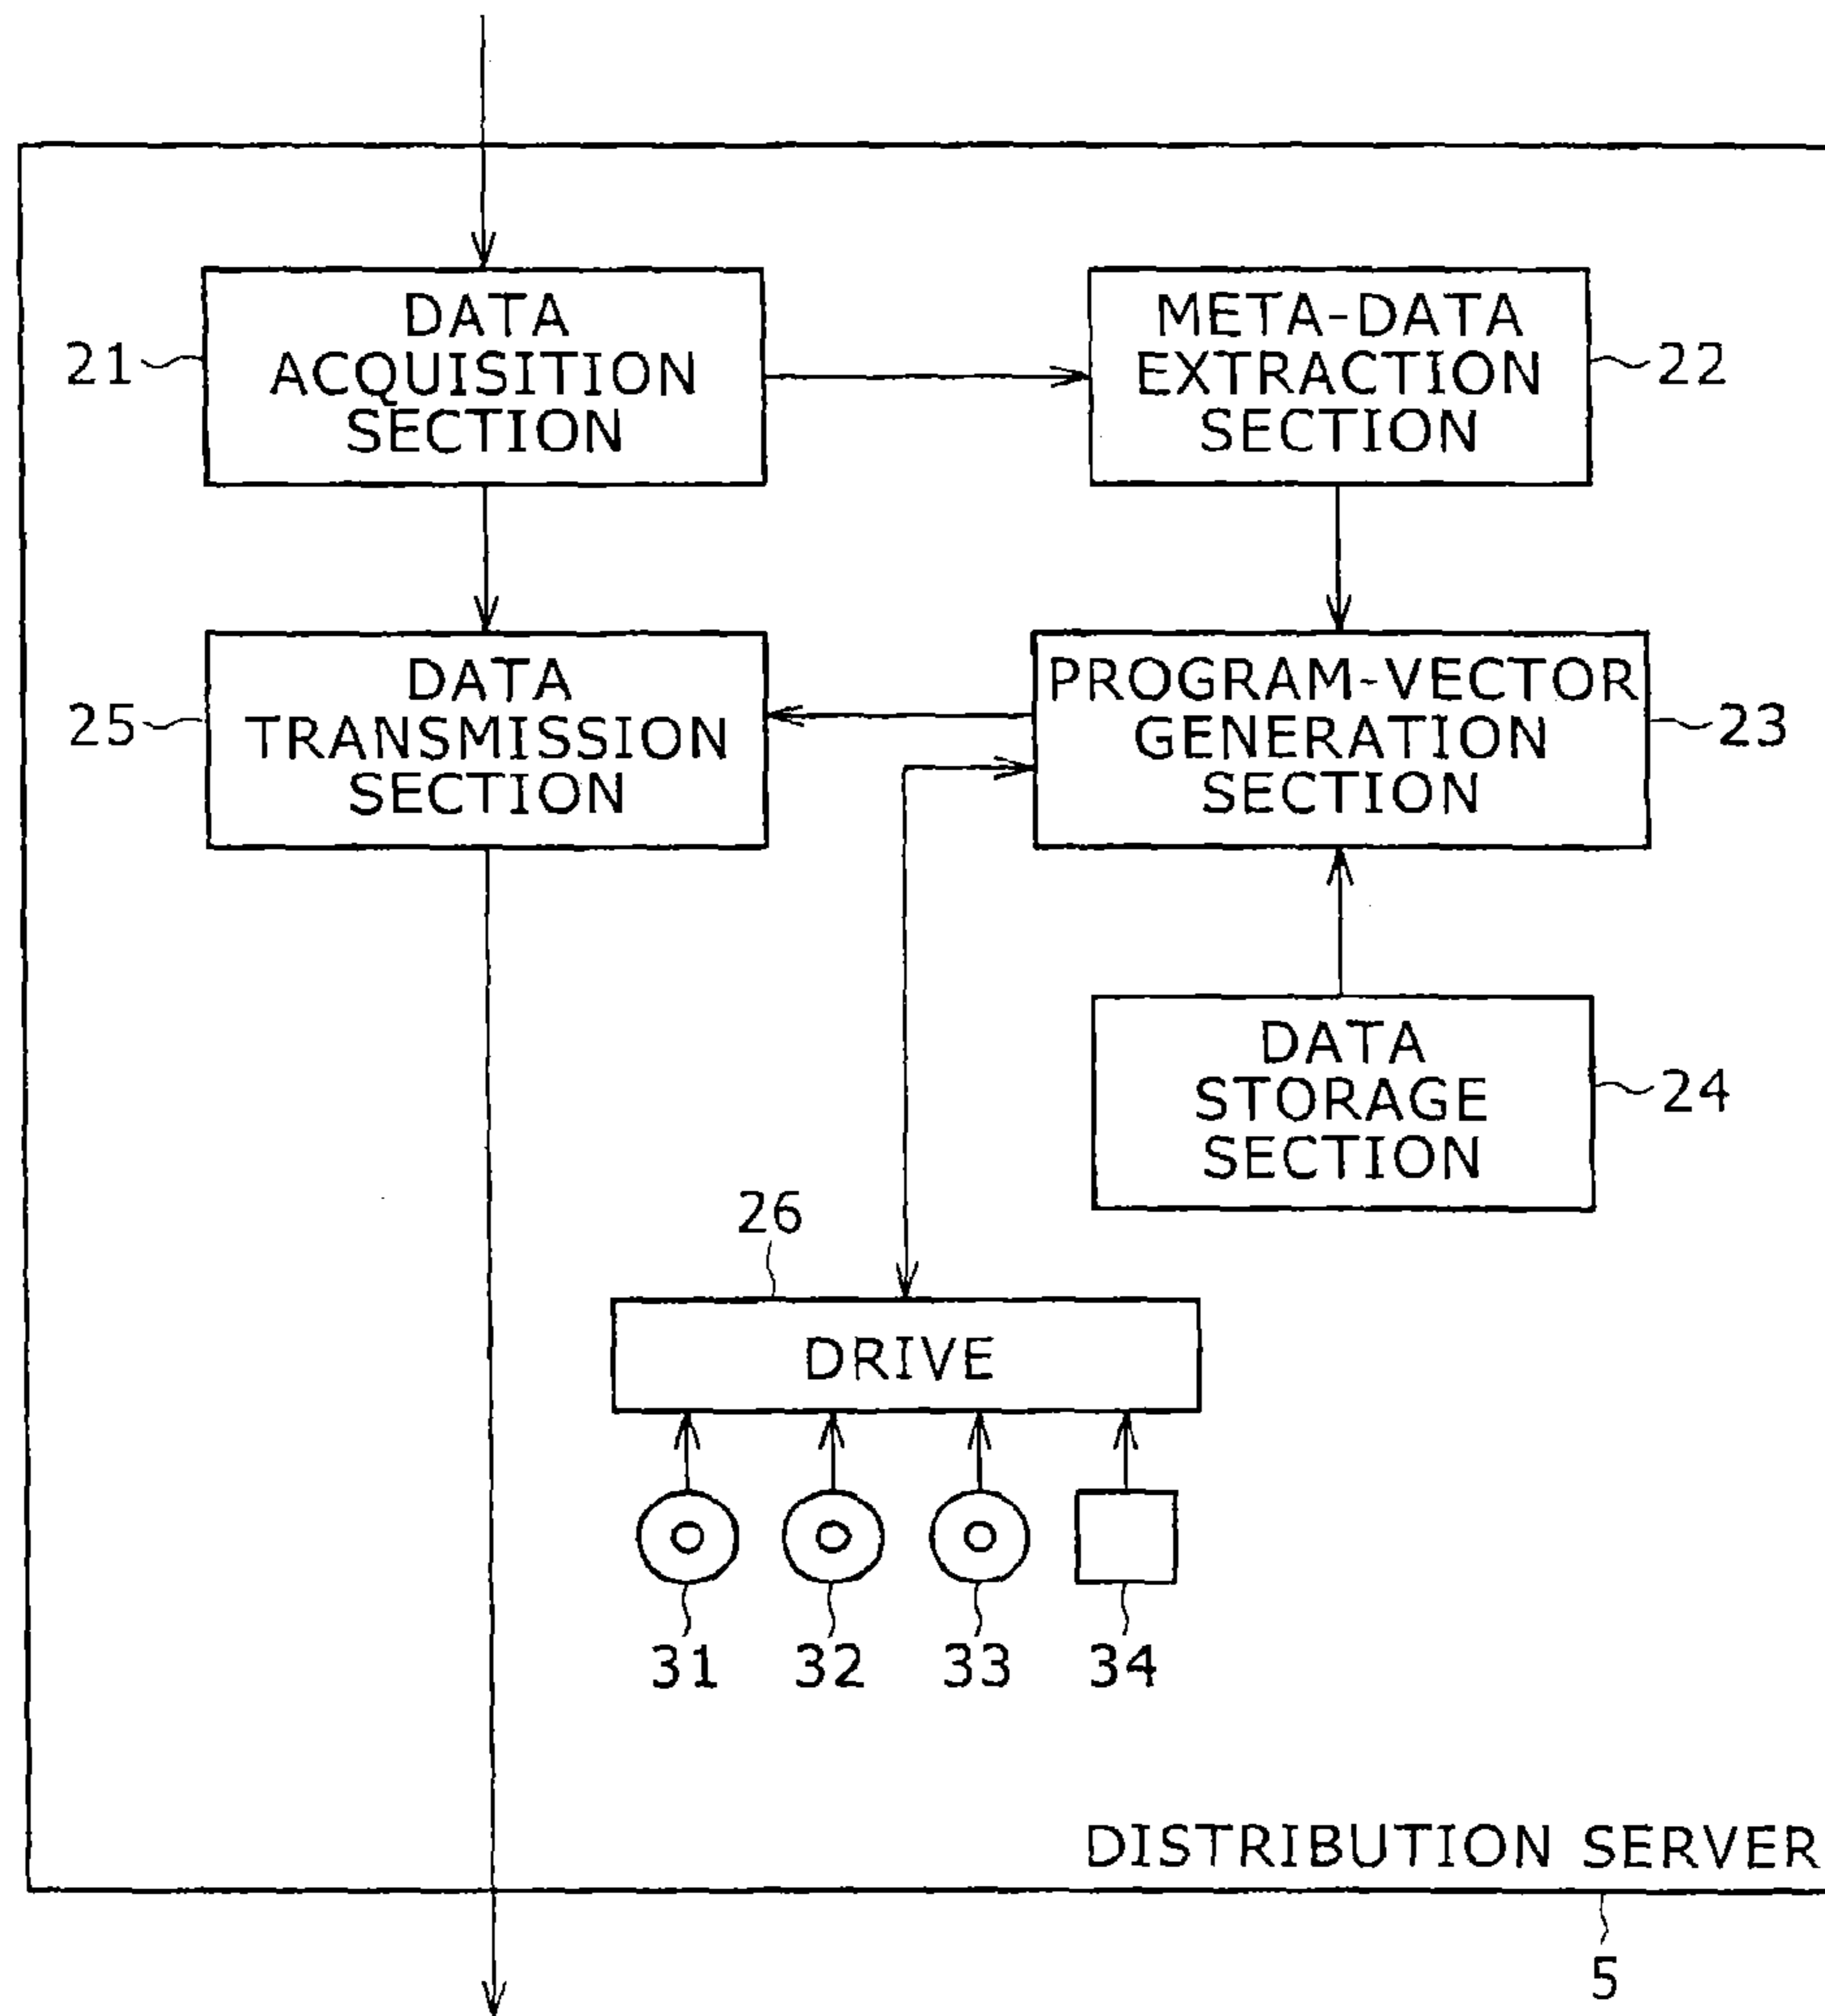 DATA
ACQUISITION
SECTION
21
META-DATA
EXTRACTION
SECTION
22
DATA
TRANSMISSION
SECTION
25
PROGRAM-VECTOR
GENERATION
SECTION
23
DATA
STORAGE
SECTION
24
26
DRIVE
31 32 33 34
DISTRIBUTION SERVER
5